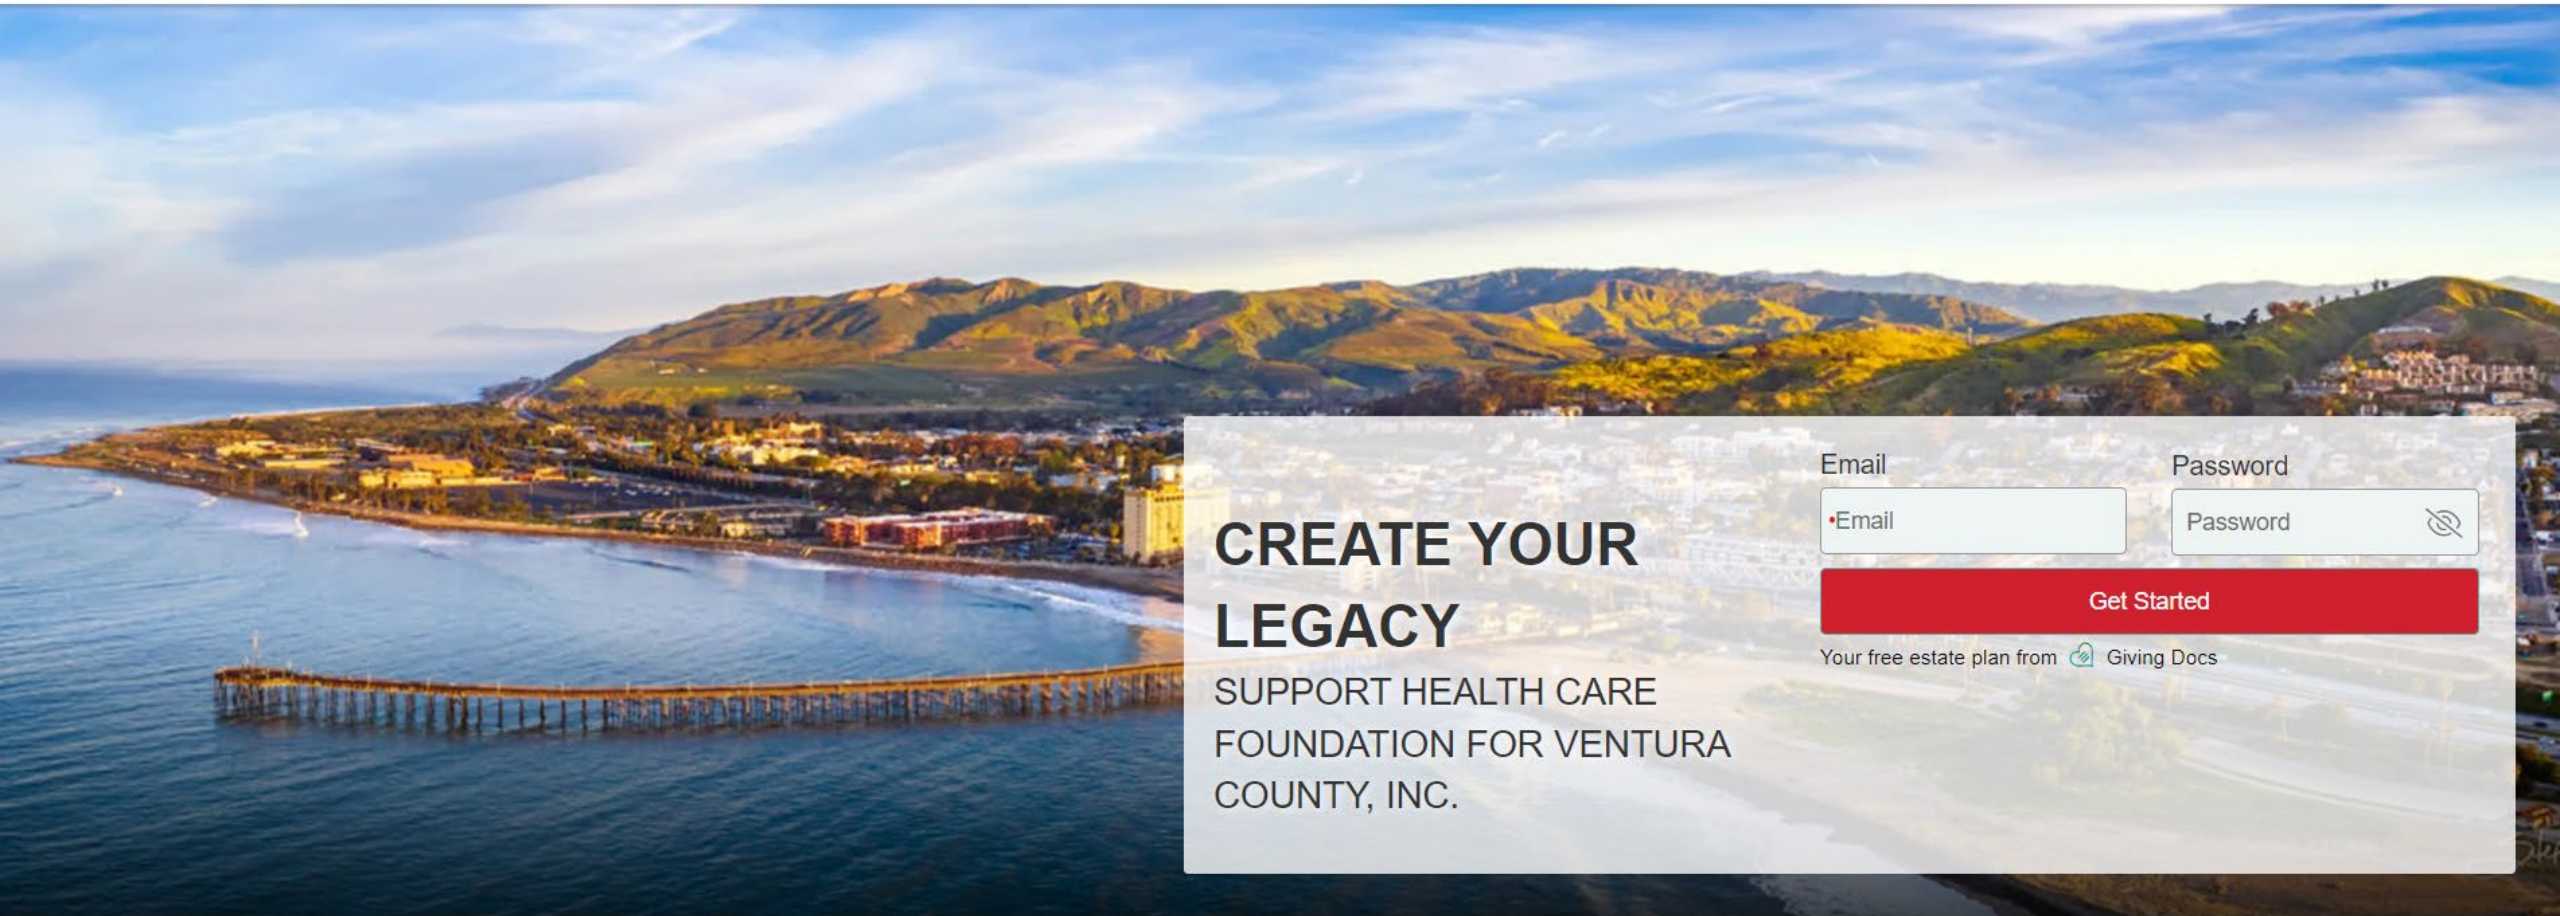 CREATE YOUR
LEGACY
SUPPORT HEALTH CARE
FOUNDATION FOR VENTURA
COUNTY, INC.
Email
Password
•Email
Password
Get Started
Your free estate plan from Giving Docs